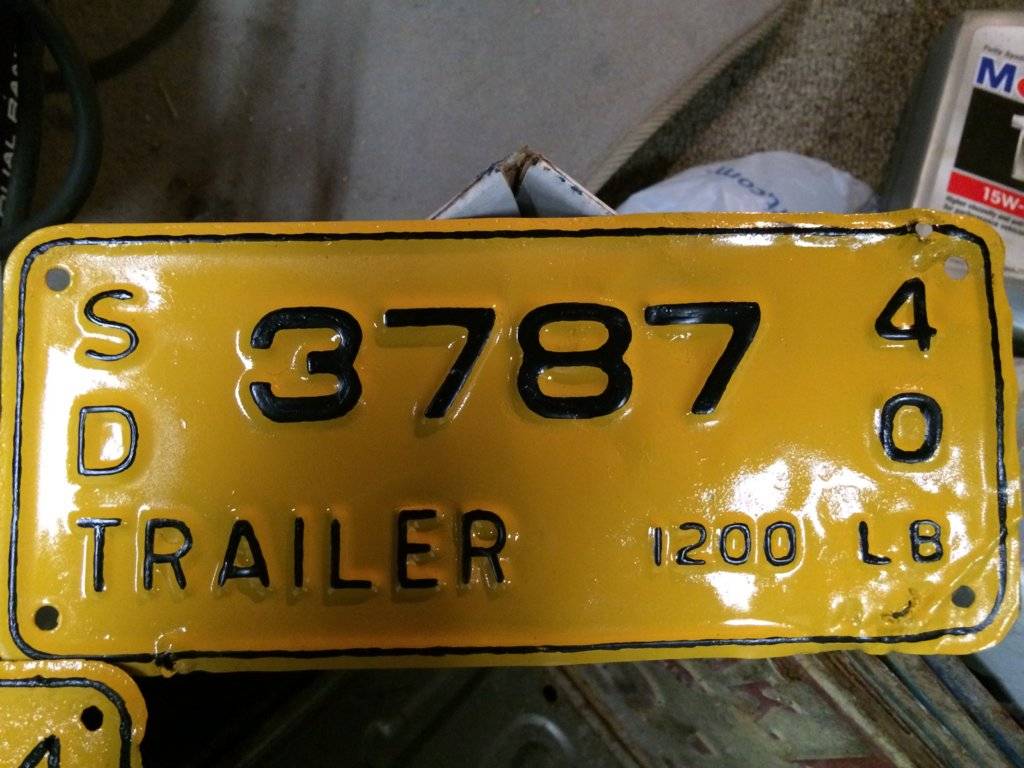 S 3787 4
D 0
TRAILER 1200 LB
15W-